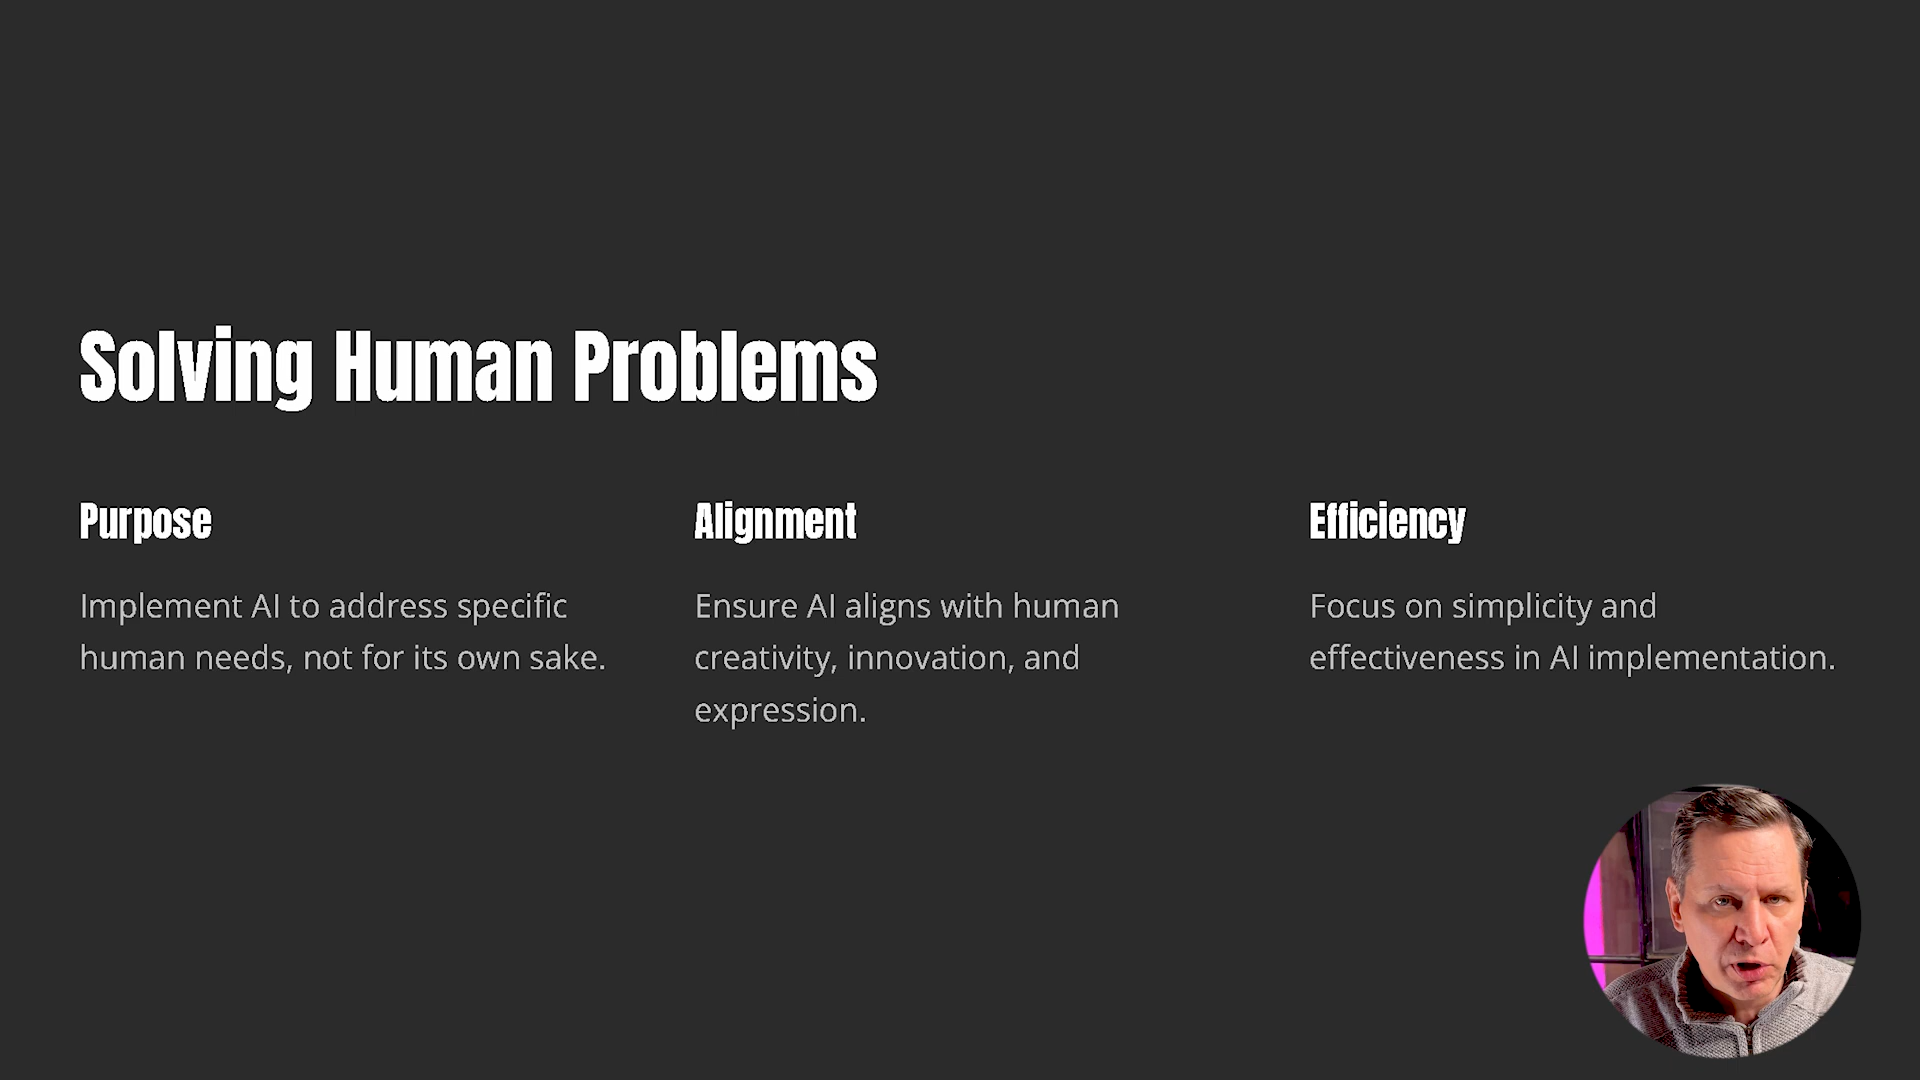 Solving Human Problems
Purpose
Implement AI to address specific
human needs, not for its own sake.
Alignment
Ensure AI aligns with human
creativity, innovation, and
expression.
Efficiency
Focus on simplicity and
effectiveness in AI implementation.